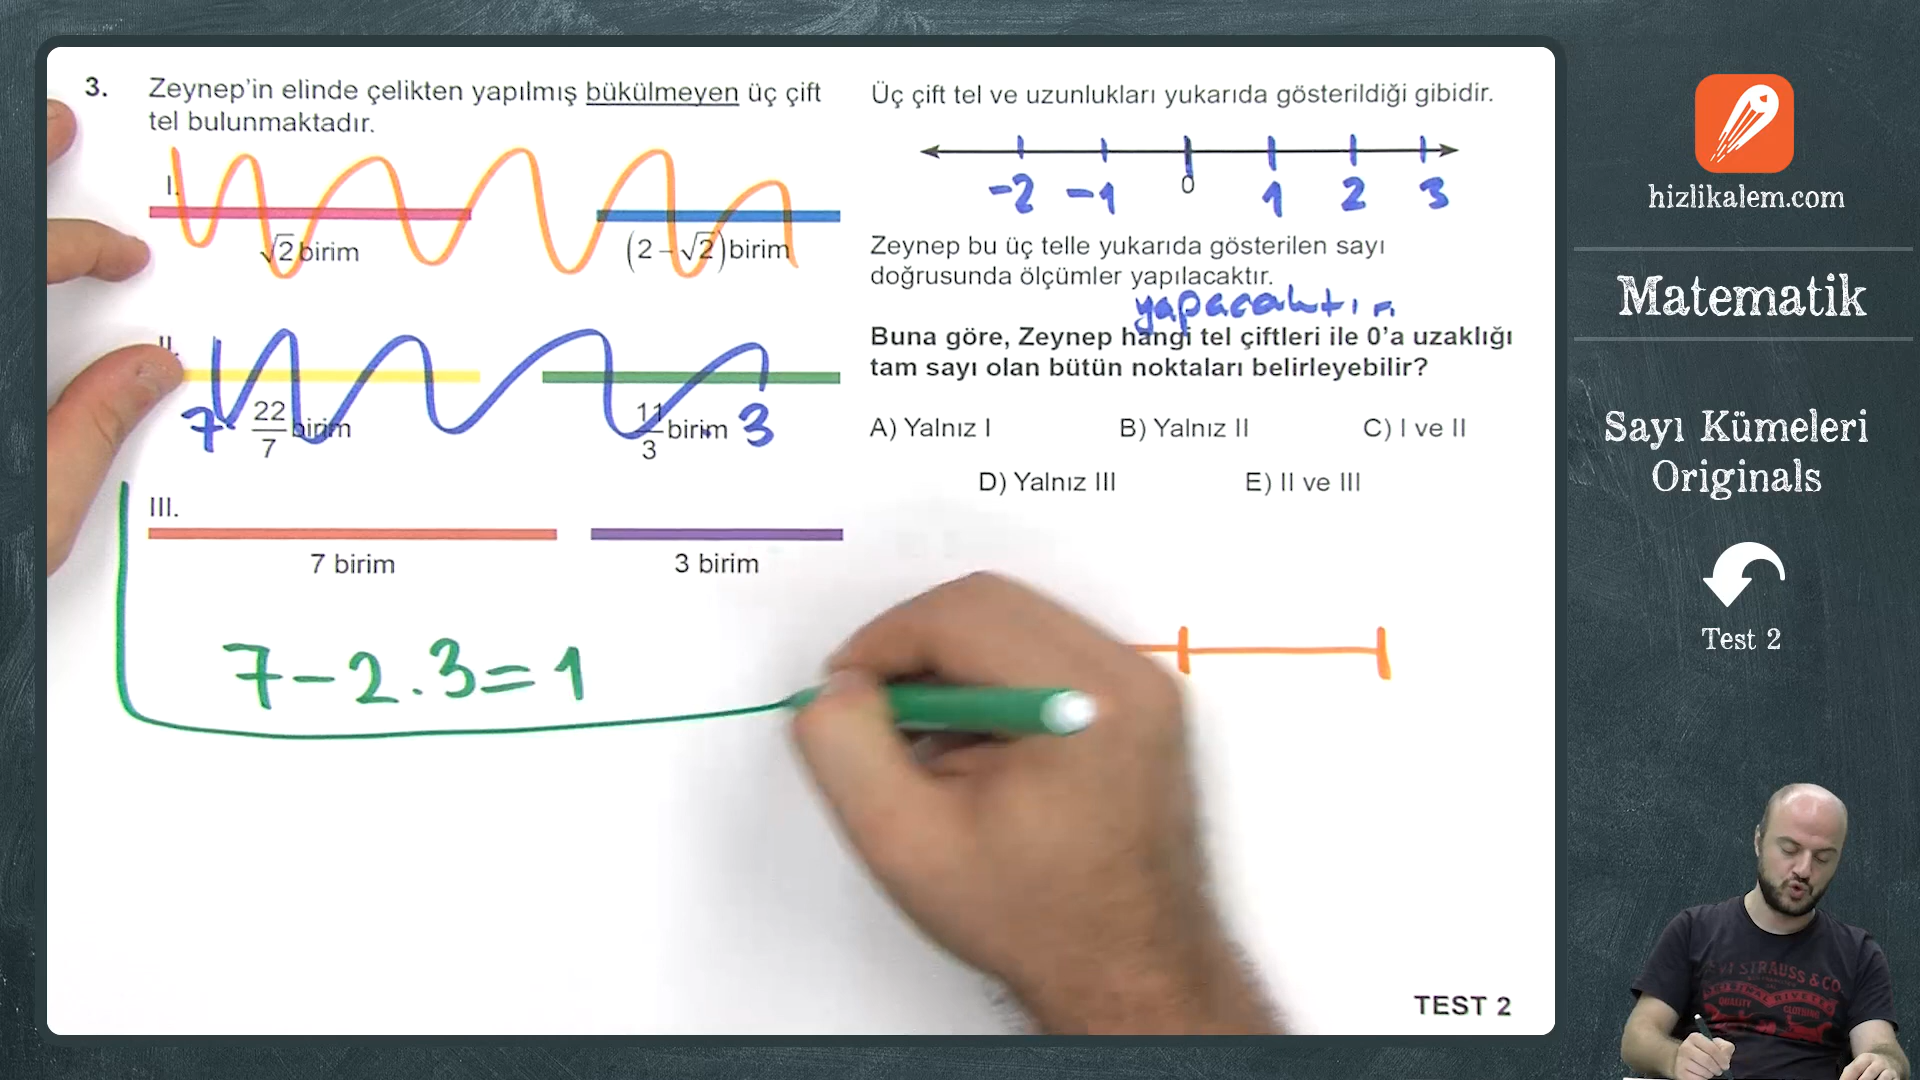 3. Zeynep'in elinde çelikten yapılmış bükülmeyen üç çift
tel bulunmaktadır.
I.
√2 birim
(2 – √2) birim
II.
7 · 22/7 birim
11/3 birim · 3
III.
7 birim
3 birim
7 – 2 . 3 = 1
Üç çift tel ve uzunlukları yukarıda gösterildiği gibidir.
-2 -1 0 1 2 3
Zeynep bu üç telle yukarıda gösterilen sayı
doğrusunda ölçümler yapılacaktır.
yapacaktır.
Buna göre, Zeynep hangi tel çiftleri ile 0'a uzaklığı
tam sayı olan bütün noktaları belirleyebilir?
A) Yalnız I
B) Yalnız II
C) I ve II
D) Yalnız III
E) II ve III
TEST 2
hizlikalem.com
Matematik
Sayı Kümeleri
Originals
Test 2